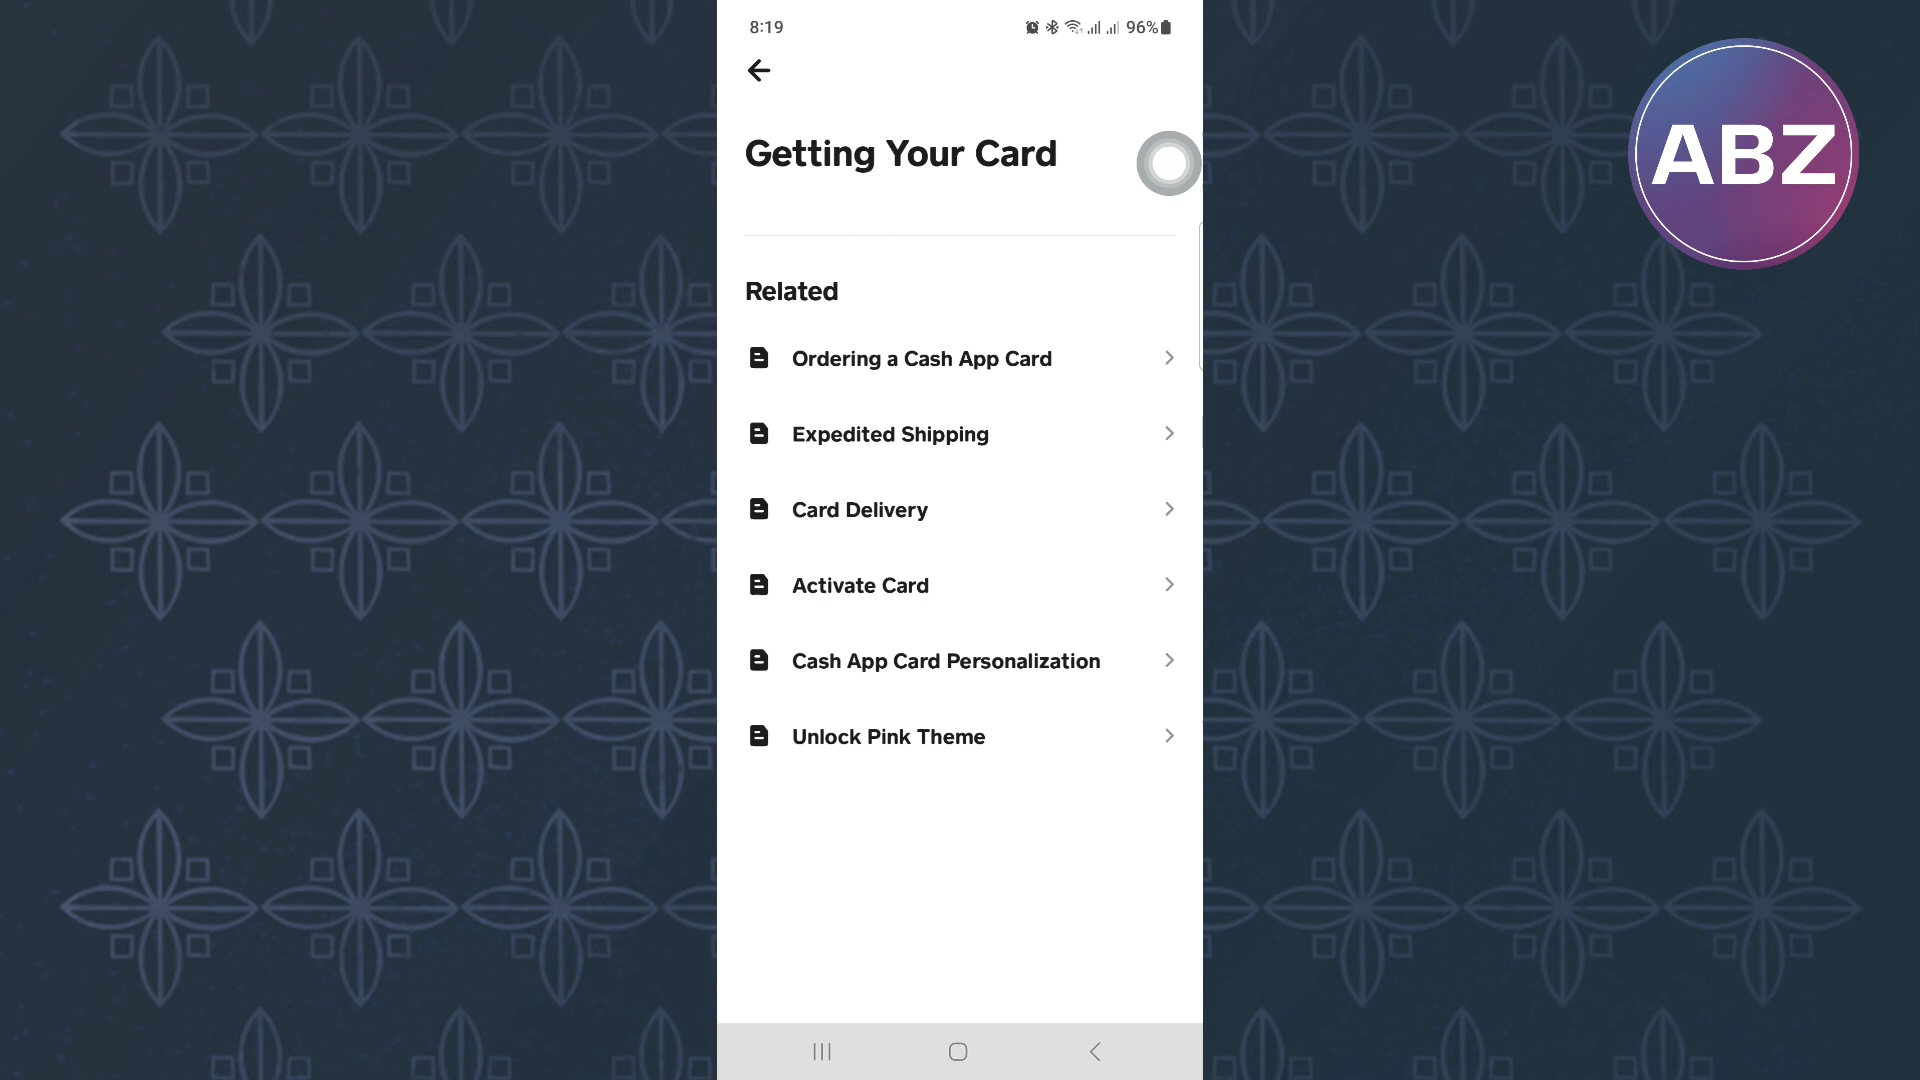 8:19
96%
ABZ
Getting Your Card
Related
Ordering a Cash App Card
Expedited Shipping
Card Delivery
Activate Card
Cash App Card Personalization
Unlock Pink Theme